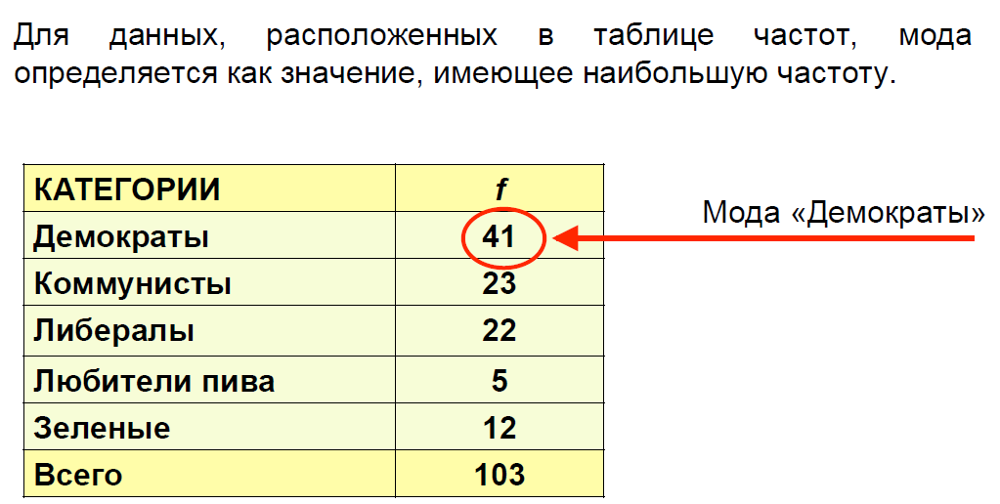 Для данных, расположенных в таблице частот, мода
определяется как значение, имеющее наибольшую частоту.
КАТЕГОРИИ f
Мода «Демократы»
Демократы 41
Коммунисты 23
Либералы 22
Любители пива 5
Зеленые 12
Всего 103